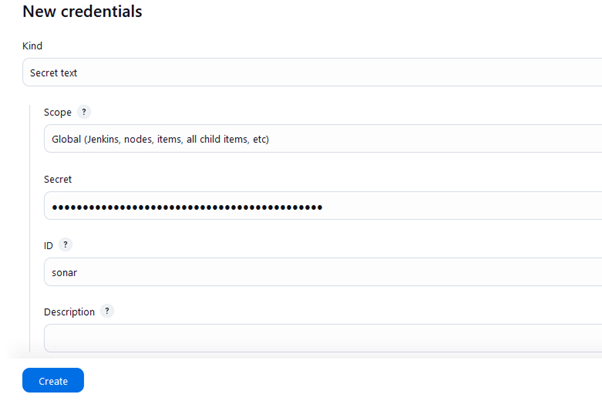 New credentials
Kind
Secret text
Scope ?
Global (Jenkins, nodes, items, all child items, etc)
Secret
••••••••••••••••••••••••••••••••••••••••••••
ID ?
sonar
Description ?
Create